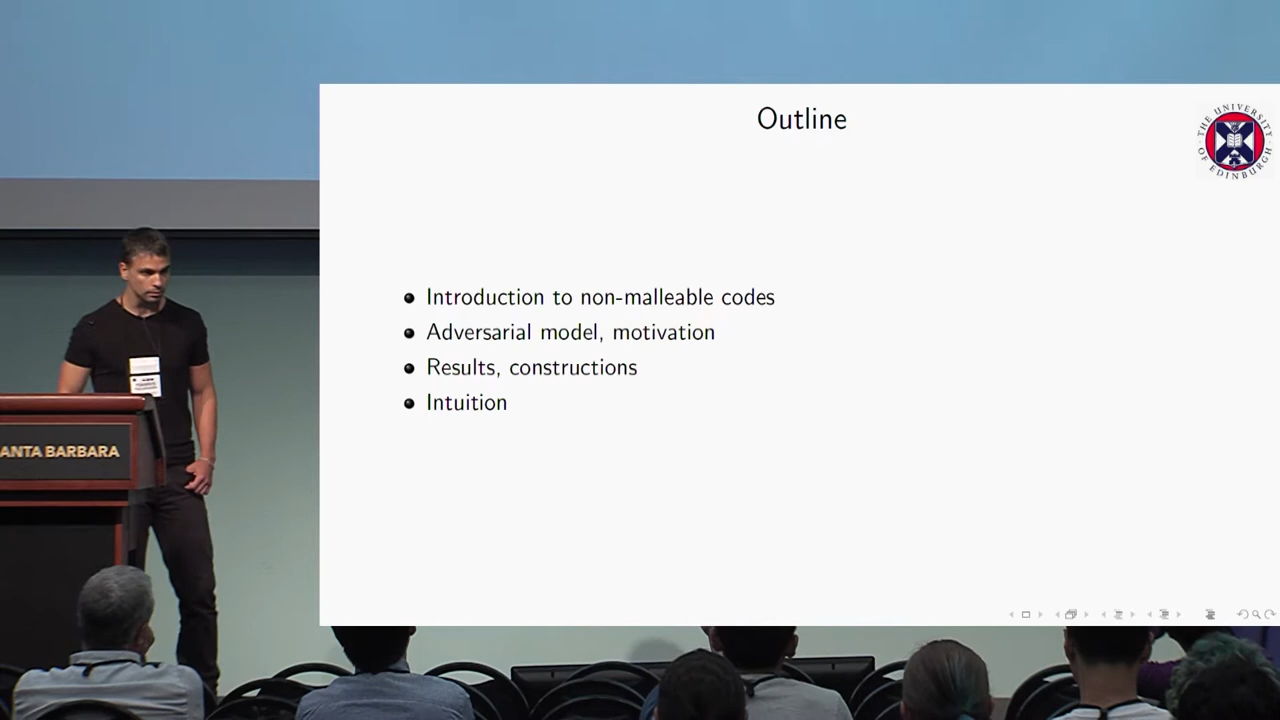 Outline
THE UNIVERSITY OF EDINBURGH
Introduction to non-malleable codes
Adversarial model, motivation
Results, constructions
Intuition
ANTA BARBARA